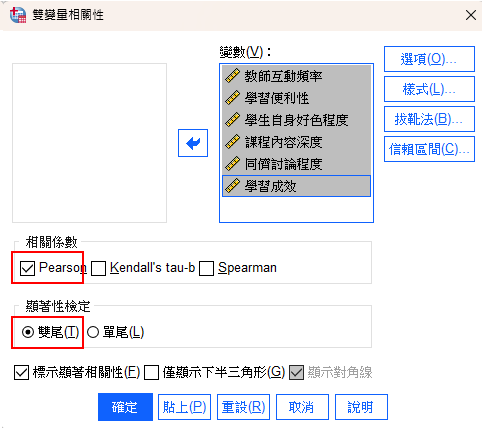 雙變量相關性
變數(V)：
教師互動頻率
學習便利性
學生自身好色程度
課程內容深度
同儕討論程度
學習成效
選項(O)...
樣式(L)...
拔靴法(B)...
信賴區間(C)...
相關係數
Pearson Kendall's tau-b Spearman
顯著性檢定
雙尾(T) 單尾(L)
標示顯著相關性(F) 僅顯示下半三角形(G) 顯示對角線
確定 貼上(P) 重設(R) 取消 說明